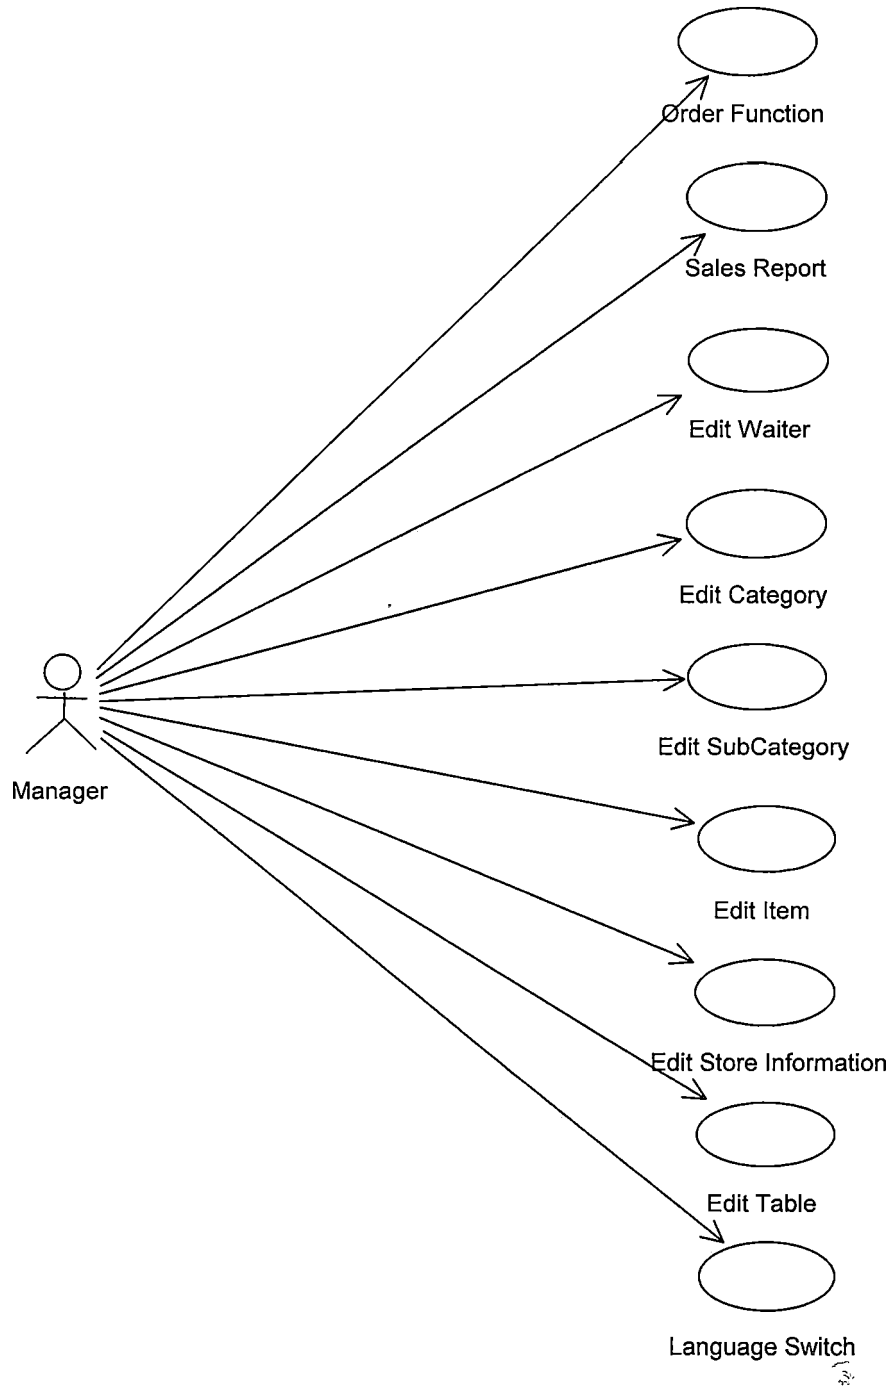 Order Function
Sales Report
Edit Waiter
Edit Category
Edit SubCategory
Manager
Edit Item
Edit Store Information
Edit Table
Language Switch